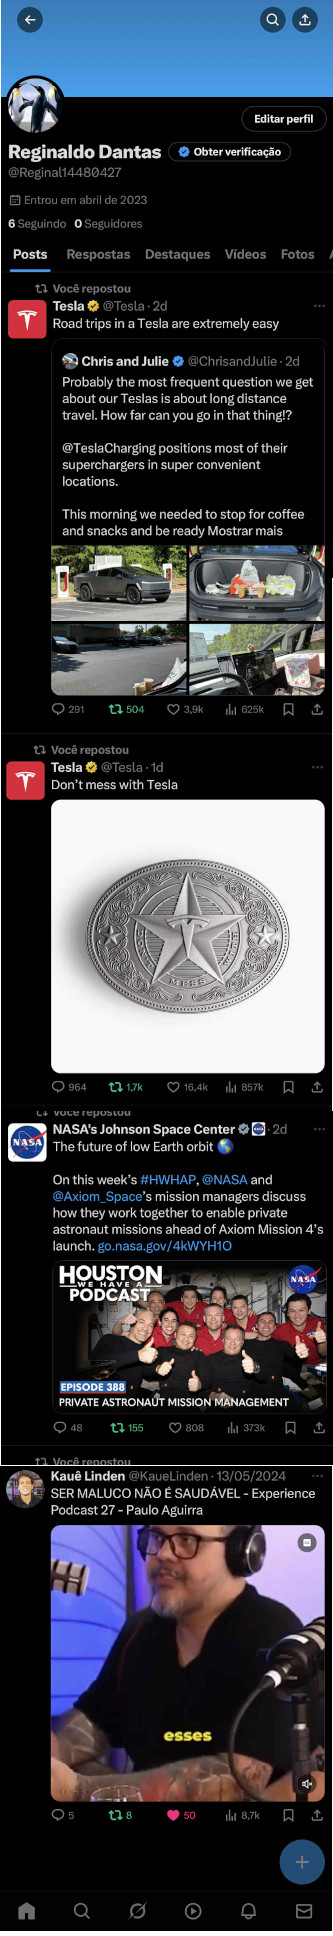 Editar perfil
Reginaldo Dantas
Obter verificação
@Reginal14480427
Entrou em abril de 2023
6 Seguindo 0 Seguidores
Posts Respostas Destaques Vídeos Fotos
Você repostou
Tesla @Tesla · 2d
Road trips in a Tesla are extremely easy
Chris and Julie @ChrisandJulie · 2d
Probably the most frequent question we get
about our Teslas is about long distance
travel. How far can you go in that thing!?
@TeslaCharging positions most of their
superchargers in super convenient
locations.
This morning we needed to stop for coffee
and snacks and be ready Mostrar mais
291 504 3,9k 625k
Você repostou
Tesla @Tesla · 1d
Don't mess with Tesla
MESS
964 1,7k 16,4k 857k
Você repostou
NASA
NASA's Johnson Space Center · 2d
The future of low Earth orbit
On this week's #HWHAP, @NASA and
@Axiom_Space's mission managers discuss
how they work together to enable private
astronaut missions ahead of Axiom Mission 4's
launch. go.nasa.gov/4kWYH1O
HOUSTON
WE HAVE A
PODCAST
NASA
EPISODE 388
PRIVATE ASTRONAUT MISSION MANAGEMENT
48 155 808 373k
Você repostou
Kauê Linden @KaueLinden · 13/05/2024
SER MALUCO NÃO É SAUDÁVEL - Experience
Podcast 27 - Paulo Aguirra
esses
5 8 50 8,7k